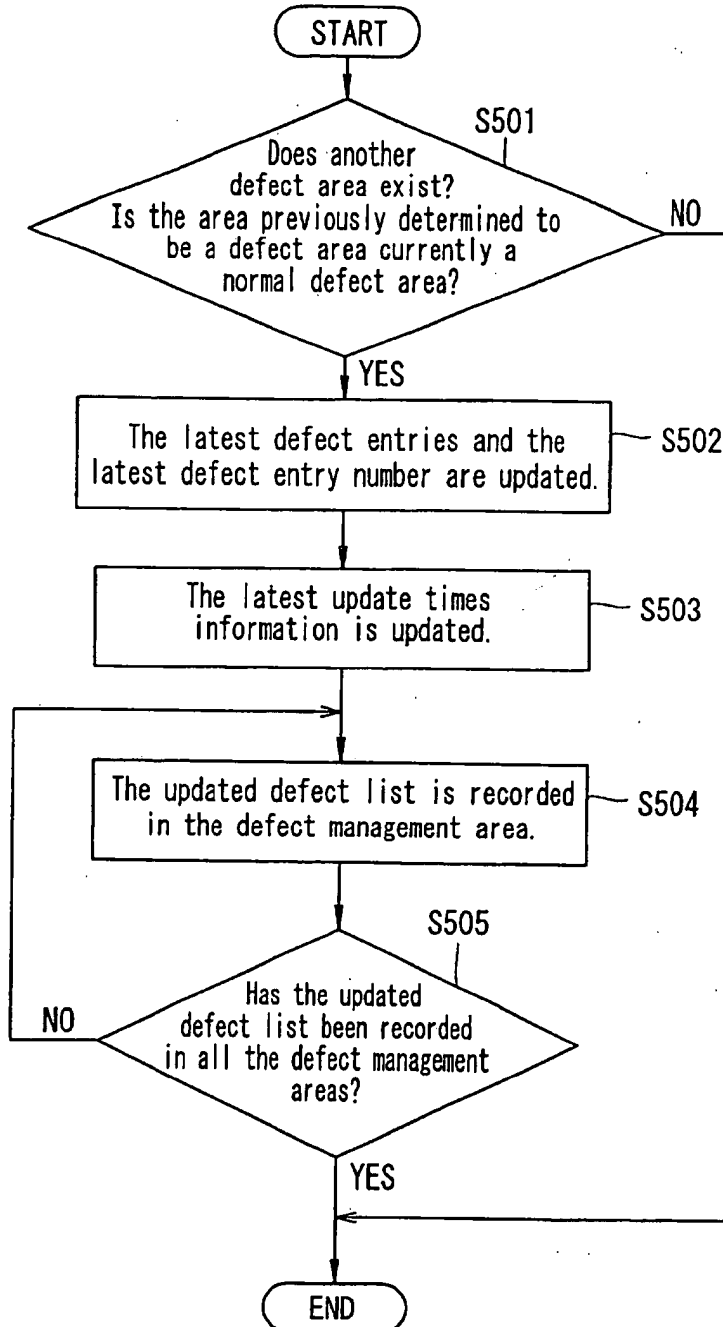 START
S501
Does another
defect area exist?
Is the area previously determined to
be a defect area currently a
normal defect area?
NO
YES
The latest defect entries and the
latest defect entry number are updated.
S502
The latest update times
information is updated.
S503
The updated defect list is recorded
in the defect management area.
S504
S505
Has the updated
defect list been recorded
in all the defect management
areas?
NO
YES
END